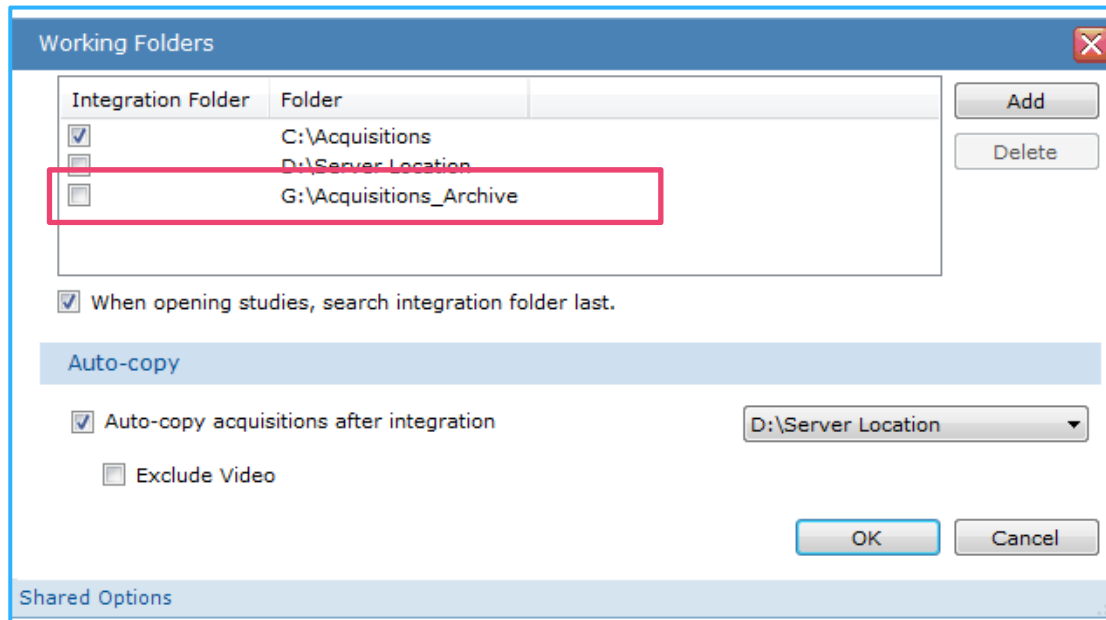 Working Folders
Integration Folder Folder
Add
C:\Acquisitions
Delete
D:\Server Location
G:\Acquisitions_Archive
When opening studies, search integration folder last.
Auto-copy
Auto-copy acquisitions after integration D:\Server Location
Exclude Video
OK Cancel
Shared Options